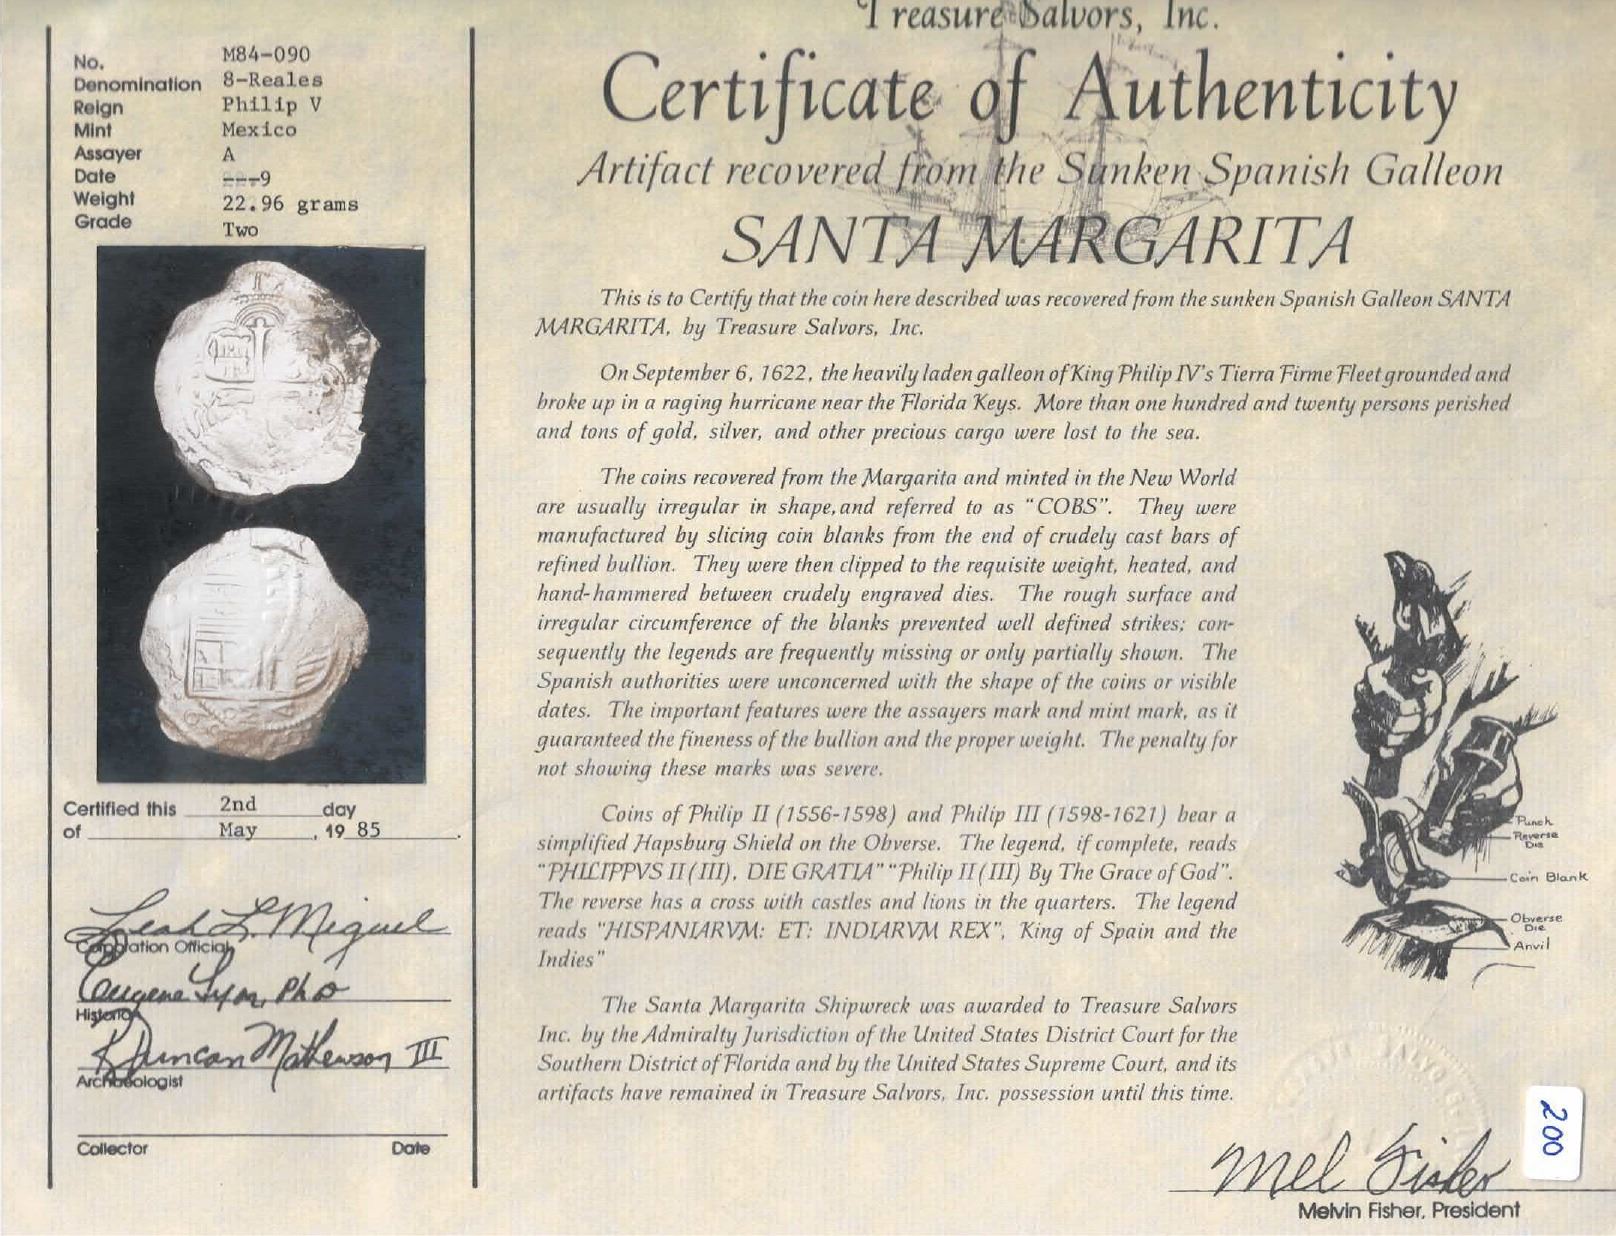 Treasure Salvors, Inc.
Certificate of Authenticity
Artifact recovered from the Sunken Spanish Galleon
SANTA MARGARITA
No. M84-090
Denomination 8-Reales
Reign Philip V
Mint Mexico
Assayer A
Date ---9
Weight 22.96 grams
Grade Two
Certified this 2nd day
of May , 19 85 .
Leah L. Miguel
Corporation Official
Eugene Lyon, PhD
Historian
R Duncan Mathewson III
Archaeologist
Collector Date
This is to Certify that the coin here described was recovered from the sunken Spanish Galleon SANTA
MARGARITA, by Treasure Salvors, Inc.
On September 6, 1622, the heavily laden galleon of King Philip IV's Tierra Firme Fleet grounded and
broke up in a raging hurricane near the Florida Keys. More than one hundred and twenty persons perished
and tons of gold, silver, and other precious cargo were lost to the sea.
The coins recovered from the Margarita and minted in the New World
are usually irregular in shape, and referred to as "COBS". They were
manufactured by slicing coin blanks from the end of crudely cast bars of
refined bullion. They were then clipped to the requisite weight, heated, and
hand-hammered between crudely engraved dies. The rough surface and
irregular circumference of the blanks prevented well defined strikes; con-
sequently the legends are frequently missing or only partially shown. The
Spanish authorities were unconcerned with the shape of the coins or visible
dates. The important features were the assayers mark and mint mark, as it
guaranteed the fineness of the bullion and the proper weight. The penalty for
not showing these marks was severe.
Coins of Philip II (1556-1598) and Philip III (1598-1621) bear a
simplified Hapsburg Shield on the Obverse. The legend, if complete, reads
"PHILIPPVS II (III), DIE GRATIA" "Philip II (III) By The Grace of God".
The reverse has a cross with castles and lions in the quarters. The legend
reads "HISPANIARVM: ET: INDIARVM REX", King of Spain and the
Indies"
The Santa Margarita Shipwreck was awarded to Treasure Salvors
Inc. by the Admiralty Jurisdiction of the United States District Court for the
Southern District of Florida and by the United States Supreme Court, and its
artifacts have remained in Treasure Salvors, Inc. possession until this time.
Punch
Reverse
Die
Coin Blank
Obverse
Die
Anvil
200
Mel Fisher
Melvin Fisher, President